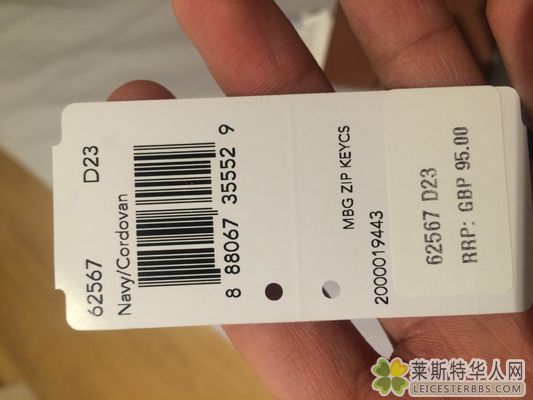 62567 D23
Navy/Cordovan
8 88067 35552 9
MBG ZIP KEYCS
2000019443
62567 D23
RRP: GBP 95.00
莱斯特华人网
LEICESTERBBS.COM